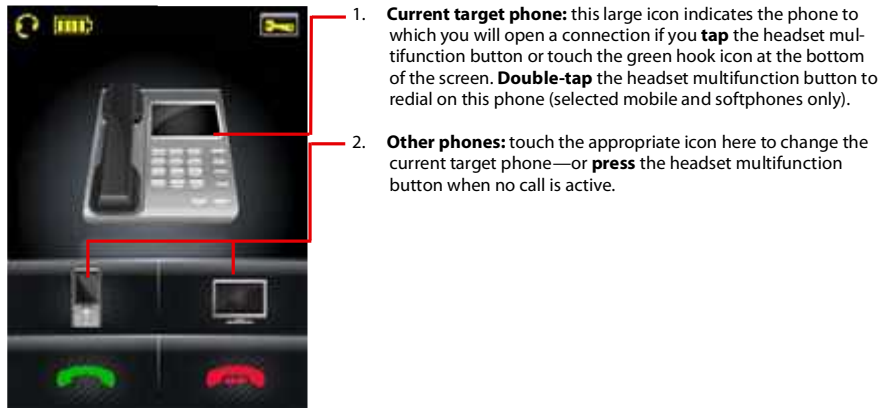 1. Current target phone: this large icon indicates the phone to
which you will open a connection if you tap the headset mul-
tifunction button or touch the green hook icon at the bottom
of the screen. Double-tap the headset multifunction button to
redial on this phone (selected mobile and softphones only).
2. Other phones: touch the appropriate icon here to change the
current target phone—or press the headset multifunction
button when no call is active.